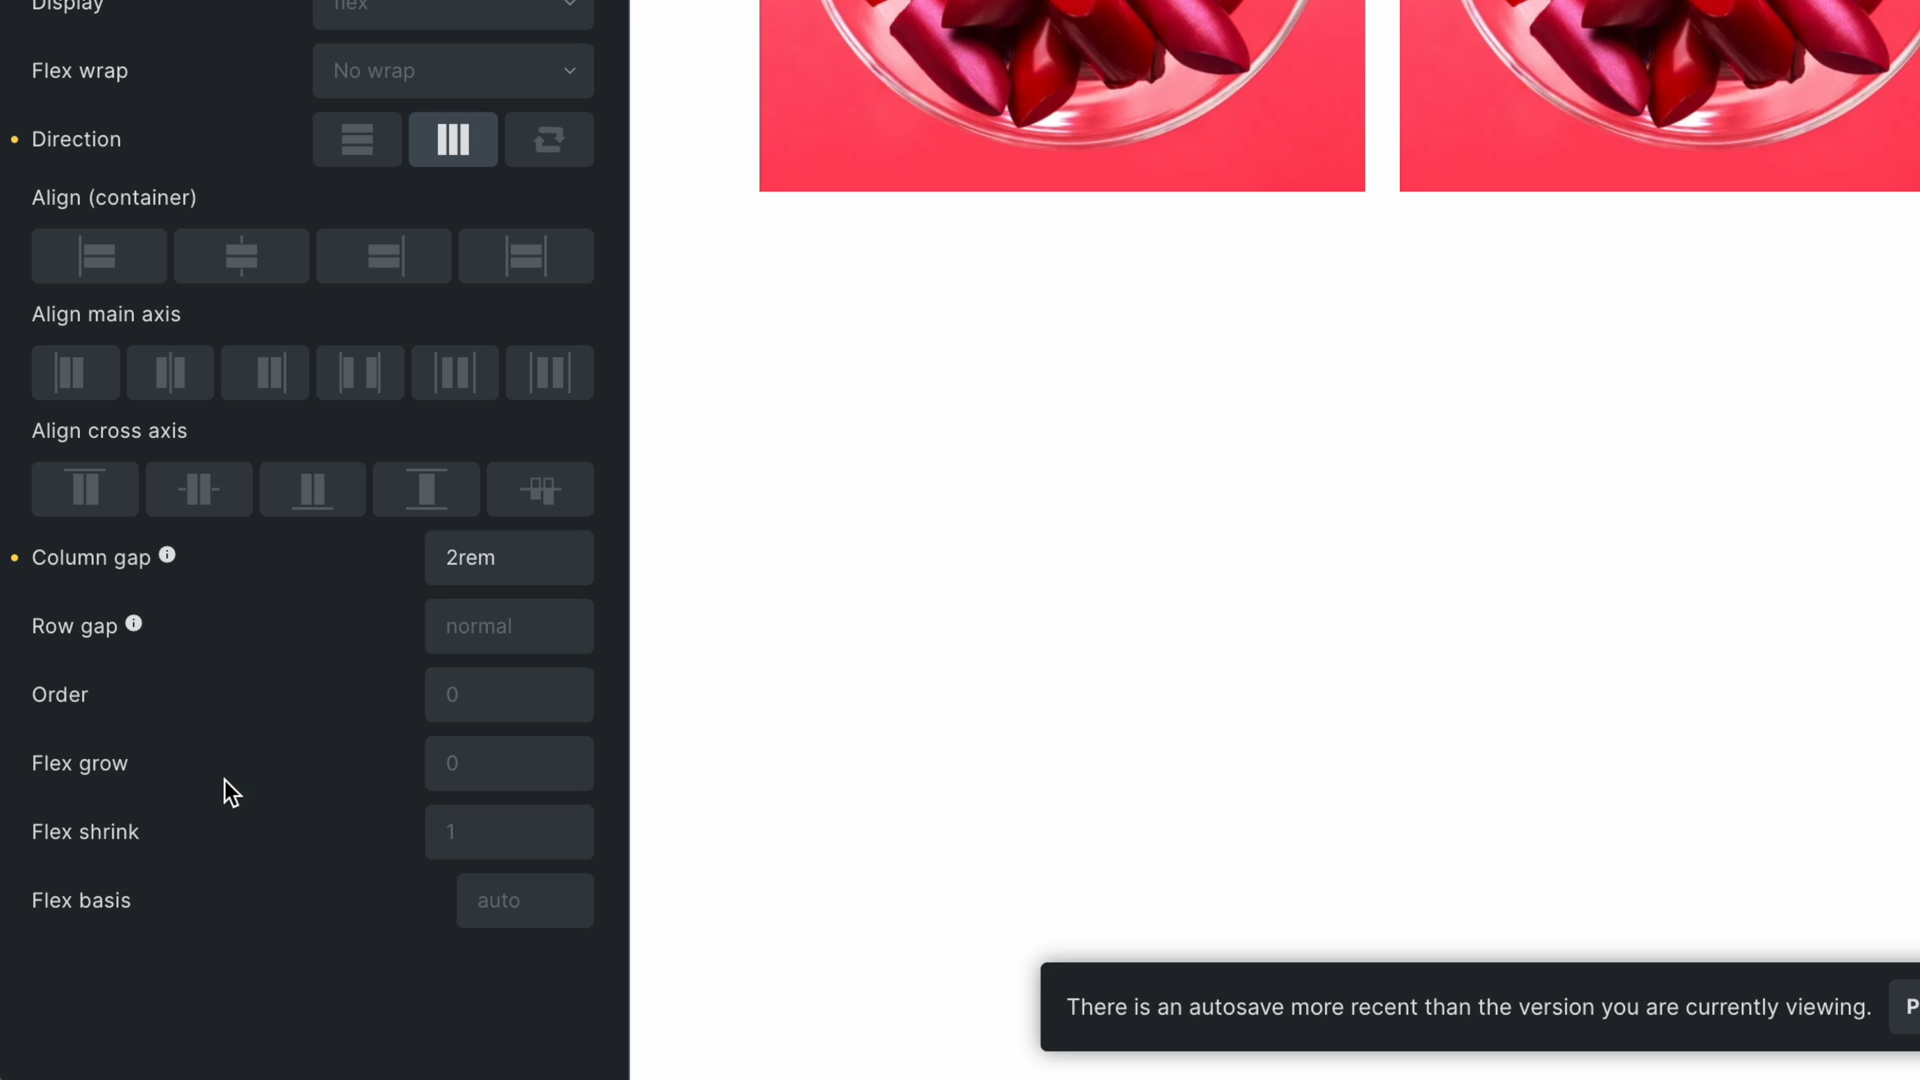 Display
flex
Flex wrap
No wrap
Direction
Align (container)
Align main axis
Align cross axis
Column gap
2rem
Row gap
normal
Order
0
Flex grow
0
Flex shrink
1
Flex basis
auto
There is an autosave more recent than the version you are currently viewing.